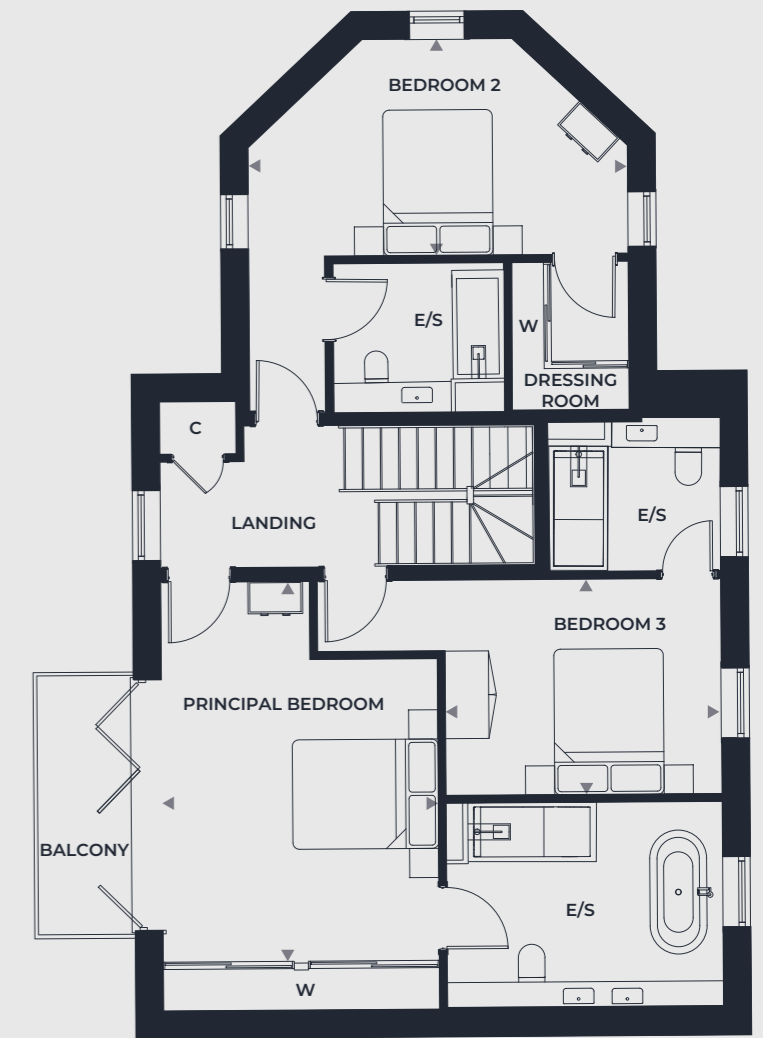 BEDROOM 2
E/S
W
DRESSING
ROOM
C
LANDING
E/S
BEDROOM 3
PRINCIPAL BEDROOM
BALCONY
E/S
W